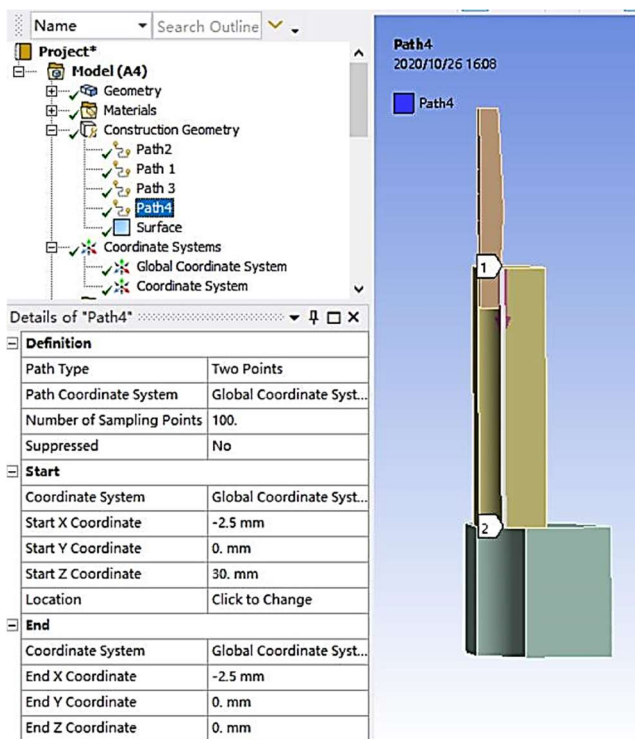 Name
Search Outline
Project*
Model (A4)
Geometry
Materials
Construction Geometry
Path2
Path 1
Path 3
Path4
Surface
Coordinate Systems
Global Coordinate System
Coordinate System
Details of "Path4"
Definition
Path Type Two Points
Path Coordinate System Global Coordinate Syst...
Number of Sampling Points 100.
Suppressed No
Start
Coordinate System Global Coordinate Syst...
Start X Coordinate -2.5 mm
Start Y Coordinate 0. mm
Start Z Coordinate 30. mm
Location Click to Change
End
Coordinate System Global Coordinate Syst...
End X Coordinate -2.5 mm
End Y Coordinate 0. mm
End Z Coordinate 0. mm
Path4
2020/10/26 16:08
Path4
1
2